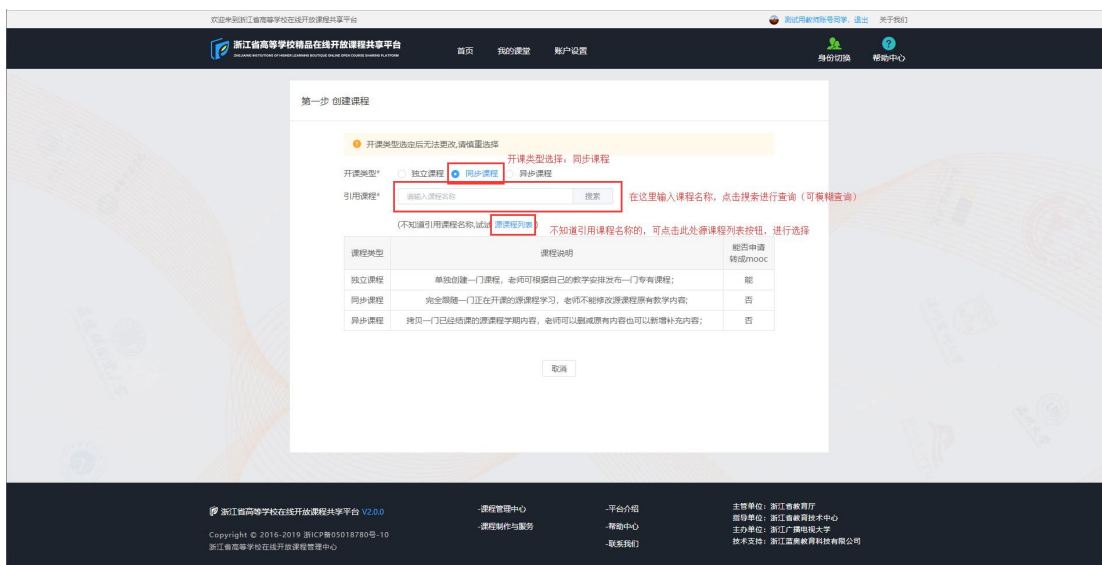 欢迎来到浙江省高等学校在线开放课程共享平台 测试用教师账号同学，退出 关于我们
浙江省高等学校精品在线开放课程共享平台 首页 我的课堂 账户设置 身份切换 帮助中心
ZHEJIANG INSTITUTIONS OF HIGHER LEARNING BOUTIQUE ONLINE OPEN COURSE SHARING PLATFORM
第一步 创建课程
开课类型选定后无法更改,请慎重选择
开课类型选择：同步课程
开课类型* 独立课程 同步课程 异步课程
引用课程* 请输入课程名称 搜索 在这里输入课程名称，点击搜索进行查询（可模糊查询）
(不知道引用课程名称,试试 源课程列表) 不知道引用课程名称的，可点击此处源课程列表按钮，进行选择
课程类型 课程说明 能否申请
转成mooc
独立课程 单独创建一门课程，老师可根据自己的教学安排发布一门专有课程； 能
同步课程 完全跟随一门正在开课的源课程学习，老师不能修改源课程原有教学内容； 否
异步课程 拷贝一门已经结课的源课程学期内容，老师可以删减原有内容也可以新增补充内容； 否
取消
浙江省高等学校在线开放课程共享平台 V2.0.0
Copyright © 2016-2019 浙ICP备05018780号-10
浙江省高等学校在线开放课程管理中心
-课程管理中心
-课程制作与服务
-平台介绍
-帮助中心
-联系我们
主管单位：浙江省教育厅
指导单位：浙江省教育技术中心
主办单位：浙江广播电视大学
技术支持：浙江蓝奥教育科技有限公司